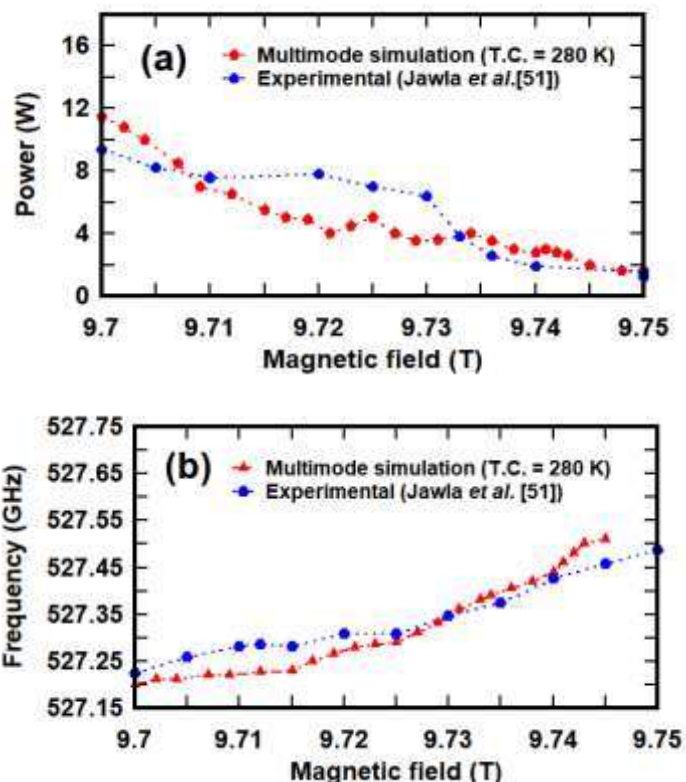 (a)
Multimode simulation (T.C. = 280 K)
Experimental (Jawla et al.[51])
Power (W)
16
12
8
4
0
9.7 9.71 9.72 9.73 9.74 9.75
Magnetic field (T)
(b)
Multimode simulation (T.C. = 280 K)
Experimental (Jawla et al. [51])
Frequency (GHz)
527.75
527.65
527.55
527.45
527.35
527.25
527.15
9.7 9.71 9.72 9.73 9.74 9.75
Magnetic field (T)